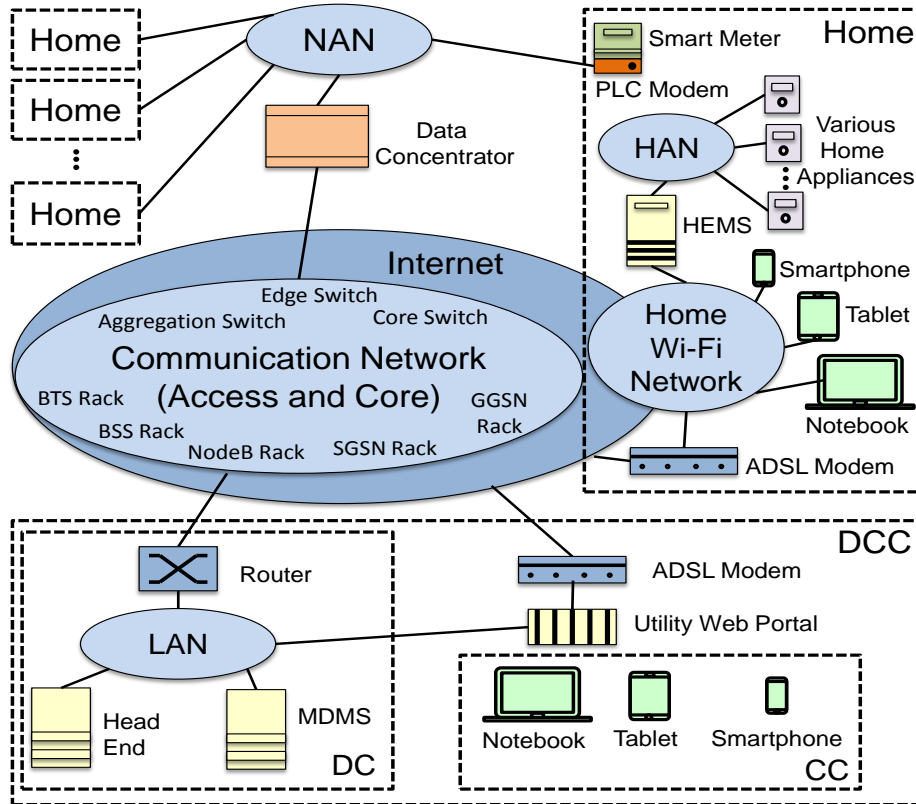 Home
Home
Home
NAN
Data
Concentrator
Home
Smart Meter
PLC Modem
HAN
Various
Home
Appliances
HEMS
Smartphone
Tablet
Home
Wi-Fi
Network
Notebook
ADSL Modem
Internet
Edge Switch
Aggregation Switch
Core Switch
Communication Network
(Access and Core)
BTS Rack
BSS Rack
NodeB Rack
SGSN Rack
GGSN
Rack
DCC
Router
LAN
Head
End
MDMS
DC
ADSL Modem
Utility Web Portal
Notebook
Tablet
Smartphone
CC